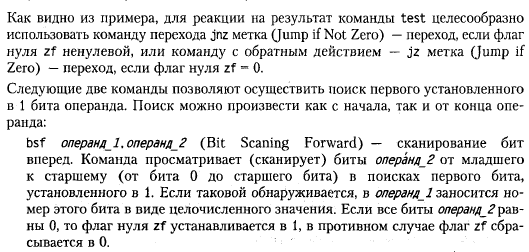 Как видно из примера, для реакции на результат команды test целесообразно
использовать команду перехода jnz метка (Jump if Not Zero) — переход, если флаг
нуля zf ненулевой, или команду с обратным действием — jz метка (Jump if
Zero) — переход, если флаг нуля zf = 0.
Следующие две команды позволяют осуществить поиск первого установленного
в 1 бита операнда. Поиск можно произвести как с начала, так и от конца опе-
ранда:
bsf операнд_1,операнд_2 (Bit Scaning Forward) — сканирование бит
вперед. Команда просматривает (сканирует) биты операнд_2 от младшего
к старшему (от бита 0 до старшего бита) в поисках первого бита,
установленного в 1. Если таковой обнаруживается, в операнд_1 заносится но-
мер этого бита в виде целочисленного значения. Если все биты операнд_2 рав-
ны 0, то флаг нуля zf устанавливается в 1, в противном случае флаг zf сбра-
сывается в 0.